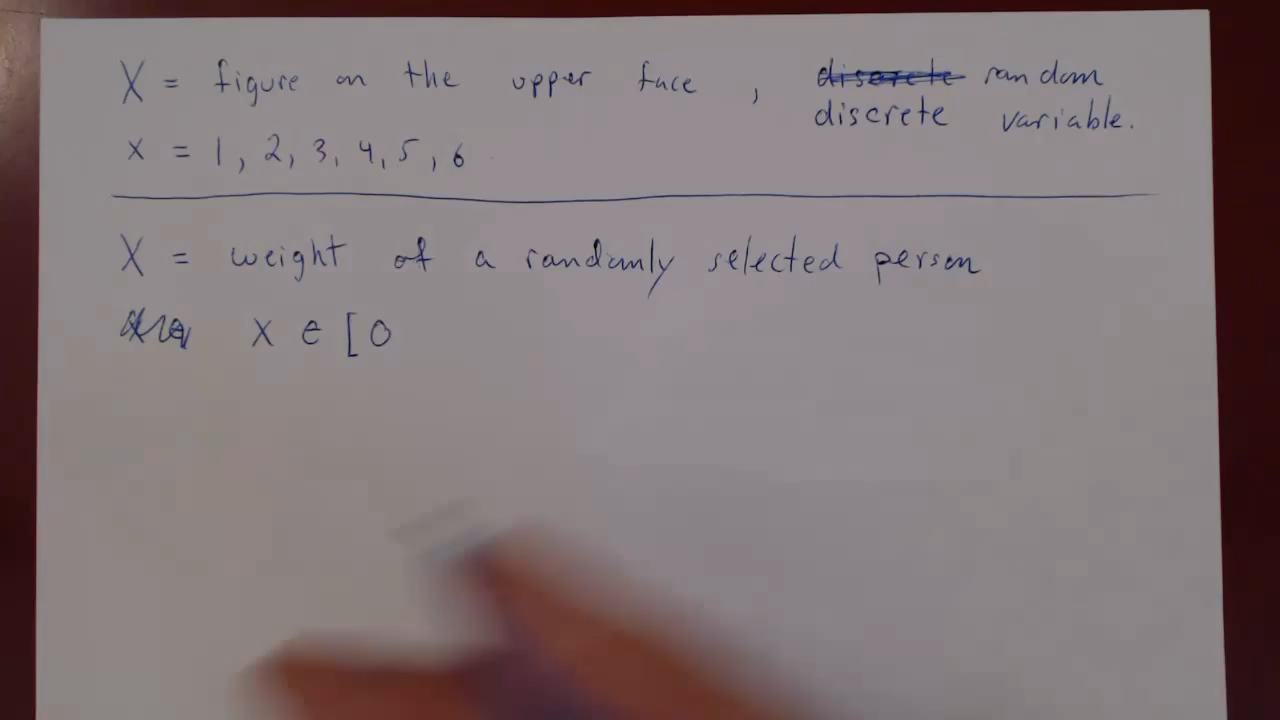 X = figure on the upper face , discrete random
discrete variable.
x = 1, 2, 3, 4, 5, 6
X = weight of a randomly selected person
x ∈ [0